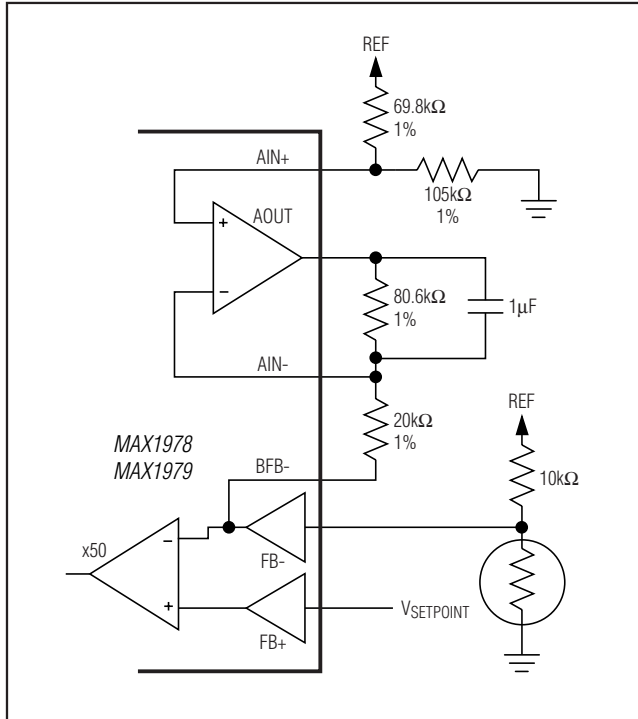 REF
69.8kΩ
1%
AIN+
105kΩ
1%
AOUT
+
−
80.6kΩ
1%
1µF
AIN-
20kΩ
1%
REF
MAX1978
MAX1979
BFB-
10kΩ
x50
−
FB-
+
VSETPOINT
FB+